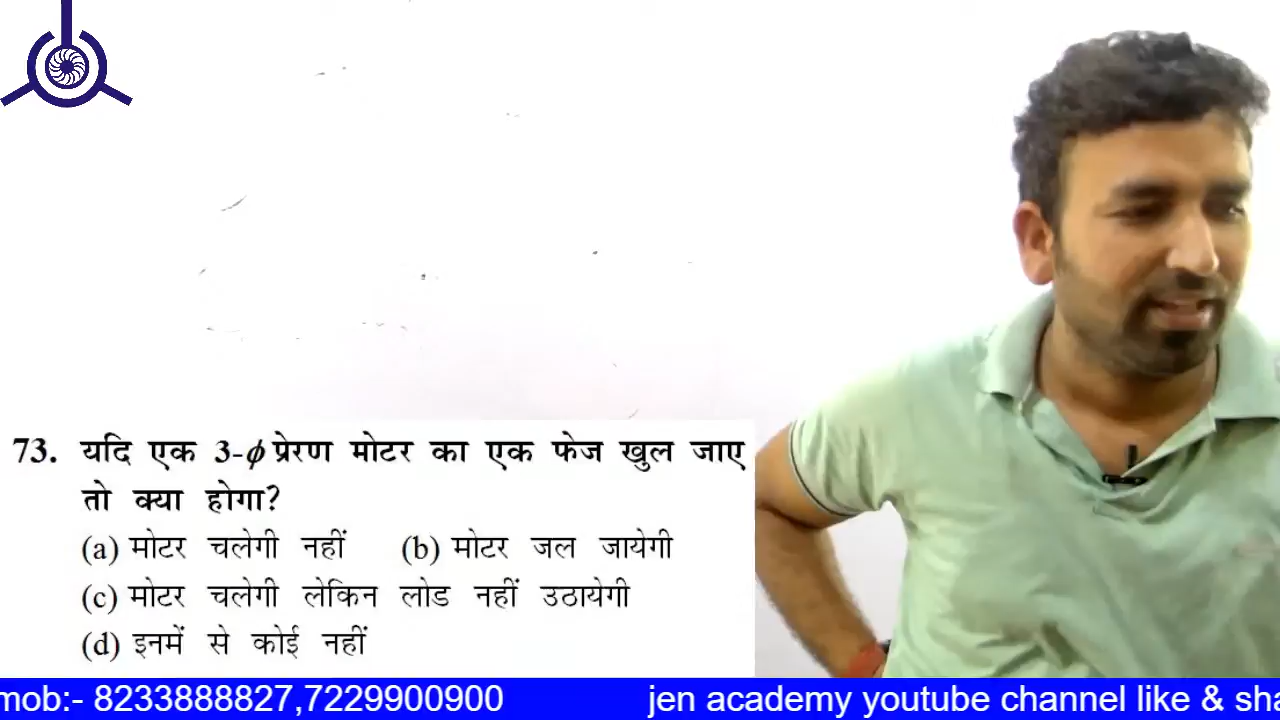 73. यदि एक 3-ϕ प्रेरण मोटर का एक फेज खुल जाए
तो क्या होगा?
(a) मोटर चलेगी नहीं (b) मोटर जल जायेगी
(c) मोटर चलेगी लेकिन लोड नहीं उठायेगी
(d) इनमें से कोई नहीं
mob:- 8233888827,7229900900 jen academy youtube channel like & sha